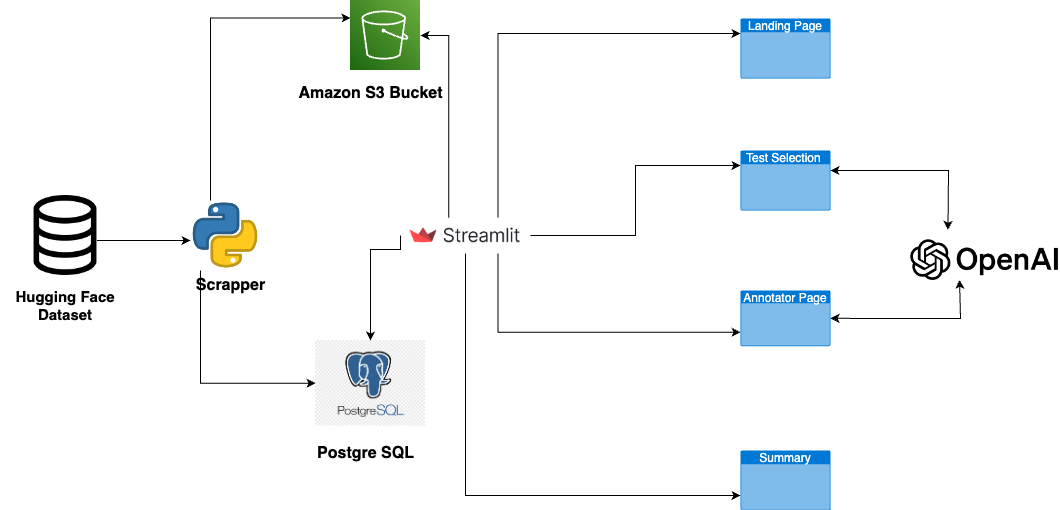 Landing Page
Amazon S3 Bucket
Test Selection
Streamlit
OpenAI
Scrapper
Hugging Face
Dataset
Annotator Page
PostgreSQL
Postgre SQL
Summary